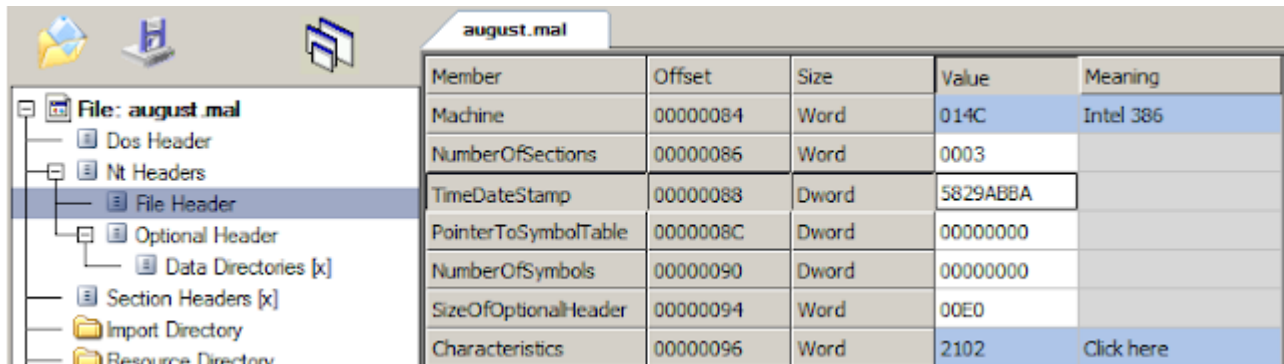 august.mal
File: august.mal
Dos Header
Nt Headers
File Header
Optional Header
Data Directories [x]
Section Headers [x]
Import Directory
Resource Directory
Member Offset Size Value Meaning
Machine 00000084 Word 014C Intel 386
NumberOfSections 00000086 Word 0003
TimeDateStamp 00000088 Dword 5829ABBA
PointerToSymbolTable 0000008C Dword 00000000
NumberOfSymbols 00000090 Dword 00000000
SizeOfOptionalHeader 00000094 Word 00E0
Characteristics 00000096 Word 2102 Click here